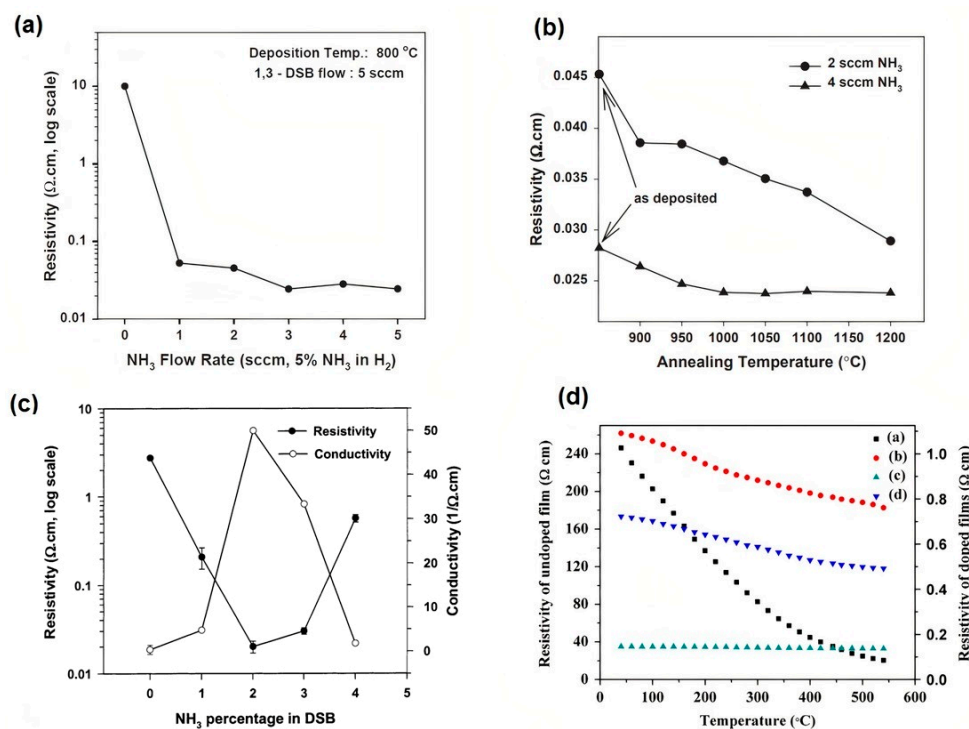 (a)
Deposition Temp.: 800 °C
1,3 - DSB flow : 5 sccm
Resistivity (Ω.cm, log scale)
10
1
0.1
0.01
0 1 2 3 4 5
NH₃ Flow Rate (sccm, 5% NH₃ in H₂)
(b)
2 sccm NH₃
4 sccm NH₃
as deposited
Resistivity (Ω.cm)
0.045
0.040
0.035
0.030
0.025
900 950 1000 1050 1100 1150 1200
Annealing Temperature (°C)
(c)
Resistivity
Conductivity
Resistivity (Ω.cm, log scale)
10
1
0.1
0.01
Conductivity (1/Ω.cm)
50
40
30
20
10
0
0 1 2 3 4 5
NH₃ percentage in DSB
(d)
(a)
(b)
(c)
(d)
Resistivity of undoped film (Ω cm)
240
200
160
120
80
40
0
Resistivity of doped films (Ω cm)
1.0
0.8
0.6
0.4
0.2
0.0
0 100 200 300 400 500 600
Temperature (°C)